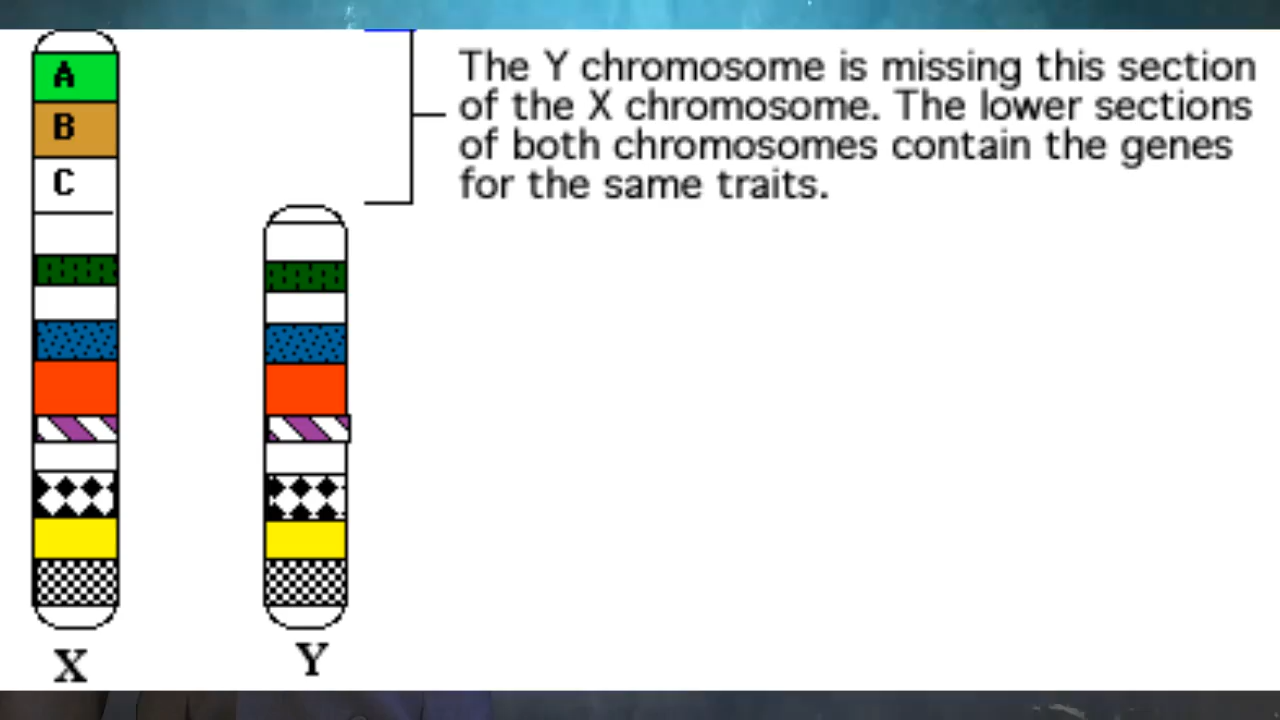 A
B
C
The Y chromosome is missing this section
of the X chromosome. The lower sections
of both chromosomes contain the genes
for the same traits.
X
Y